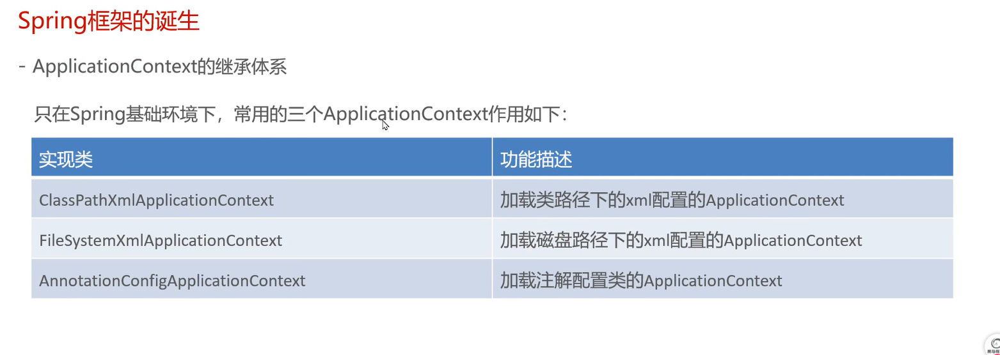 Spring框架的诞生
- ApplicationContext的继承体系
只在Spring基础环境下，常用的三个ApplicationContext作用如下：
实现类 功能描述
ClassPathXmlApplicationContext 加载类路径下的xml配置的ApplicationContext
FileSystemXmlApplicationContext 加载磁盘路径下的xml配置的ApplicationContext
AnnotationConfigApplicationContext 加载注解配置类的ApplicationContext